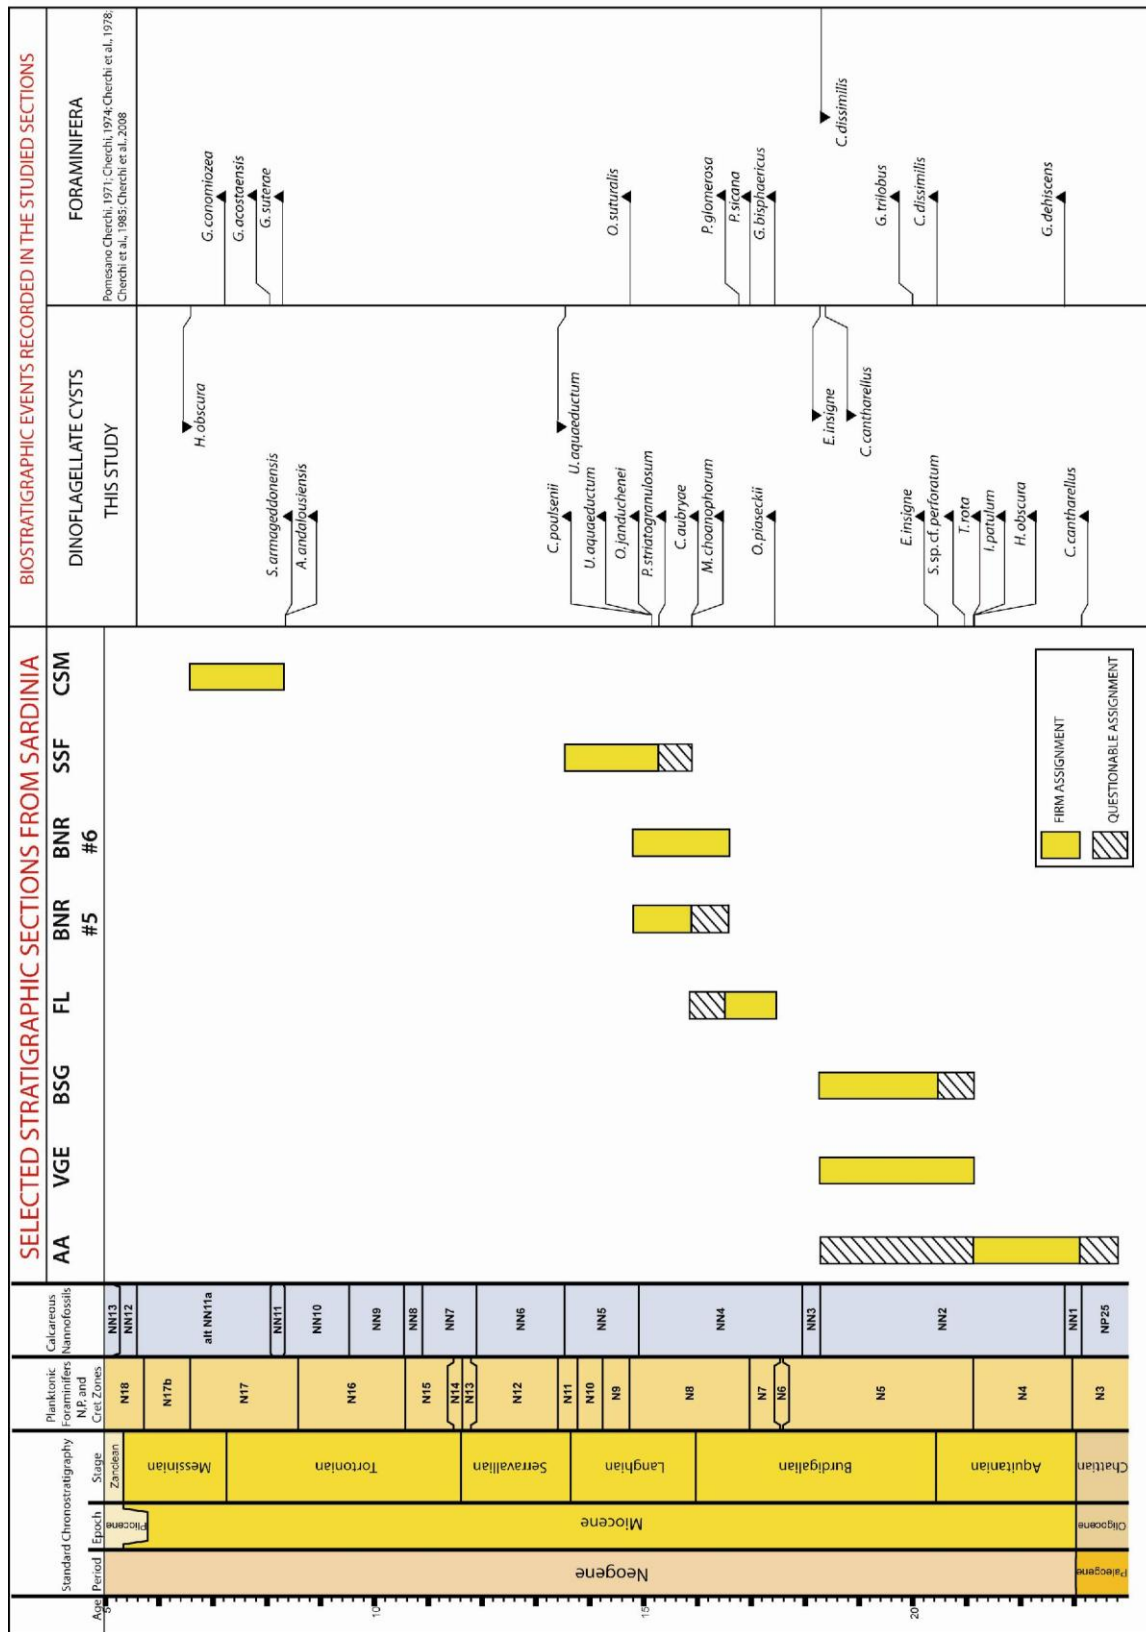 SELECTED STRATIGRAPHIC SECTIONS FROM SARDINIA
BIOSTRATIGRAPHIC EVENTS RECORDED IN THE STUDIED SECTIONS
Age
Standard Chronostratigraphy
Period
Epoch
Stage
Planktonic
Foraminifers
N.P. and
Cret Zones
Calcareous
Nannofossils
AA
VGE
BSG
FL
BNR
#5
BNR
#6
SSF
CSM
DINOFLAGELLATE CYSTS
THIS STUDY
FORAMINIFERA
Pomesano Cherchi, 1971; Cherchi, 1974; Cherchi et al., 1978;
Cherchi et al., 1985; Cherchi et al., 2008
5
10
15
20
Neogene
Paleogene
Pliocene
Miocene
Oligocene
Zanclean
Messinian
Tortonian
Serravallian
Langhian
Burdigalian
Aquitanian
Chattian
N18
N17b
N17
N16
N15
N14
N13
N12
N11
N10
N9
N8
N7
N6
N5
N4
N3
NN13
NN12
alt NN11a
NN11
NN10
NN9
NN8
NN7
NN6
NN5
NN4
NN3
NN2
NN1
NP25
H. obscura
S. armageddonensis
A. andalousiensis
U. aquaeductum
C. poulsenii
U. aquaeductum
O. janduchenei
P. striatogranulosum
C. aubryae
M. choanophorum
O. piaseckii
E. insigne
C. cantharelius
E. insigne
S. sp. cf. perforatum
T. rota
I. patulum
H. obscura
C. cantharellus
G. conomiozea
G. acostaensis
G. suterae
O. suturalis
P. glomerosa
P. sicana
G. bisphaericus
C. dissimilis
G. trilobus
C. dissimilis
G. dehiscens
FIRM ASSIGNMENT
QUESTIONABLE ASSIGNMENT